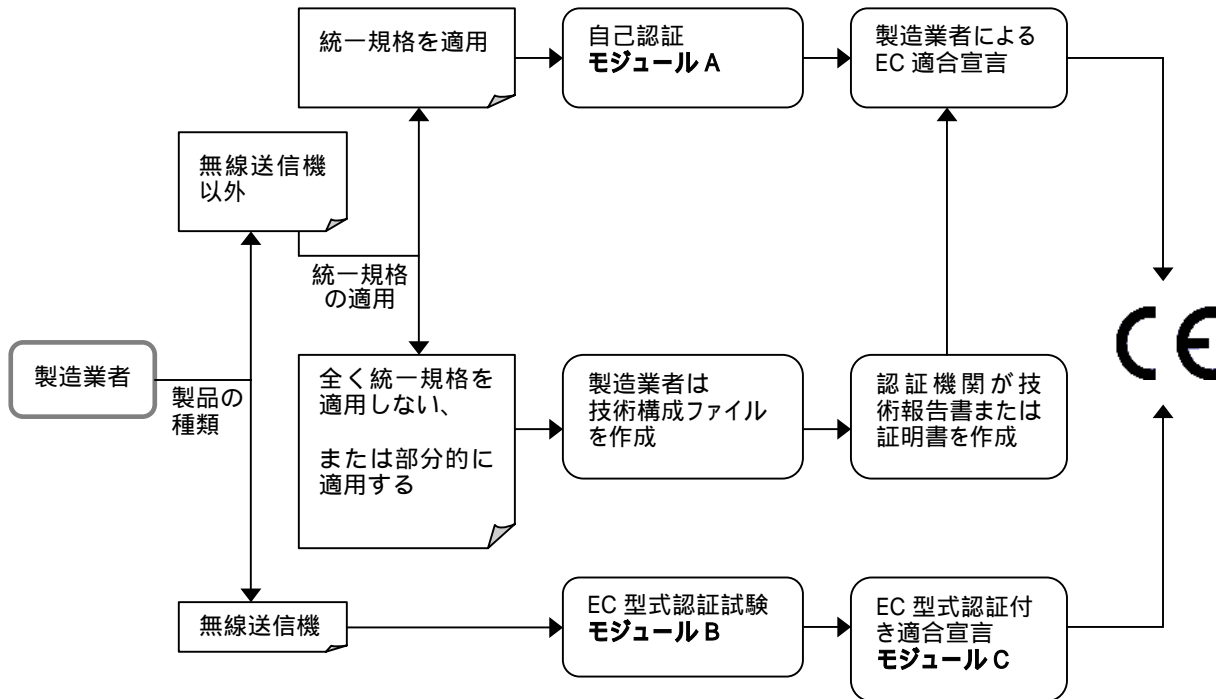 統一規格を適用
自己認証
モジュール A
製造業者による
EC 適合宣言
無線送信機
以外
統一規格
の適用
製造業者
製品の
種類
全く統一規格を
適用しない、
または部分的に
適用する
製造業者は
技術構成ファイル
を作成
認証機関が技
術報告書または
証明書を作成
CE
無線送信機
EC 型式認証試験
モジュール B
EC 型式認証付
き適合宣言
モジュール C